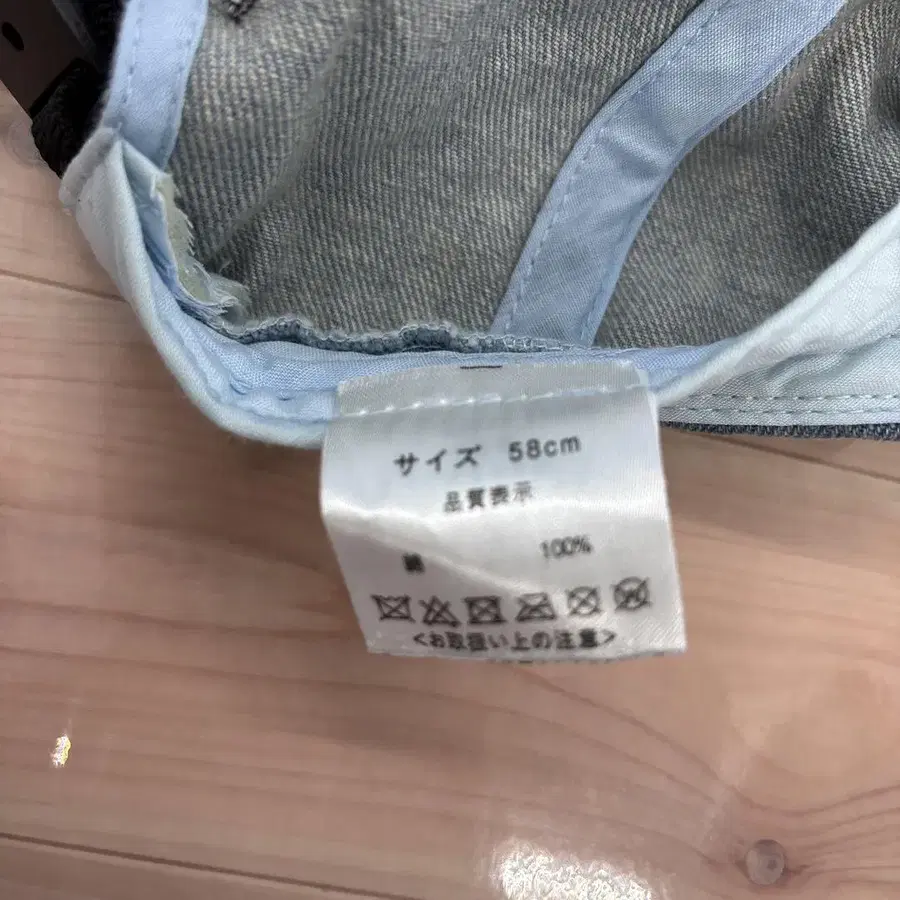 サイズ 58cm
品質表示
綿 100%
<お取扱い上の注意>